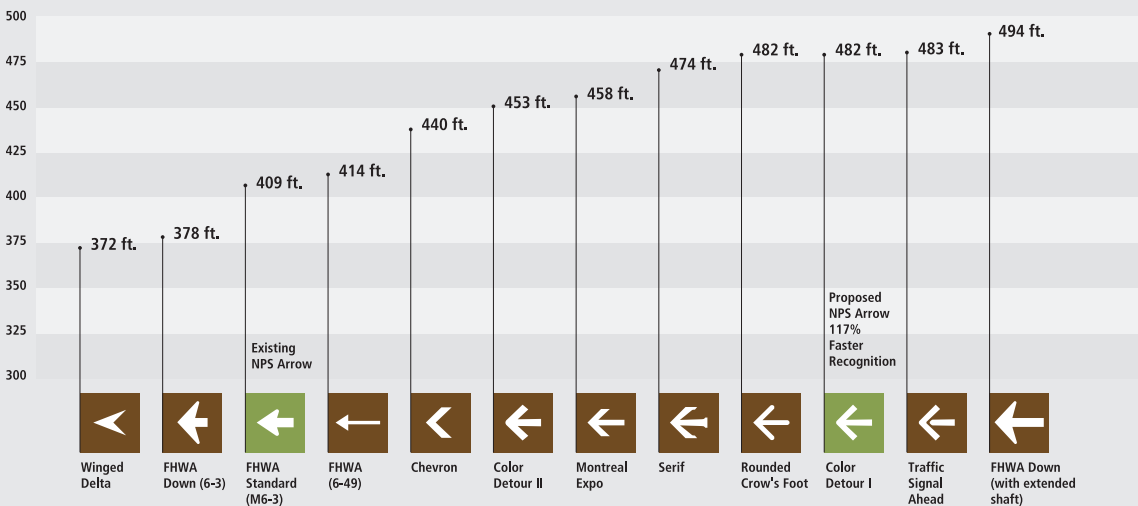 500
475
450
425
400
375
350
325
300
372 ft.
378 ft.
409 ft.
414 ft.
440 ft.
453 ft.
458 ft.
474 ft.
482 ft.
482 ft.
483 ft.
494 ft.
Existing
NPS Arrow
Proposed
NPS Arrow
117%
Faster
Recognition
Winged
Delta
FHWA
Down (6-3)
FHWA
Standard
(M6-3)
FHWA
(6-49)
Chevron
Color
Detour II
Montreal
Expo
Serif
Rounded
Crow's Foot
Color
Detour I
Traffic
Signal
Ahead
FHWA Down
(with extended
shaft)